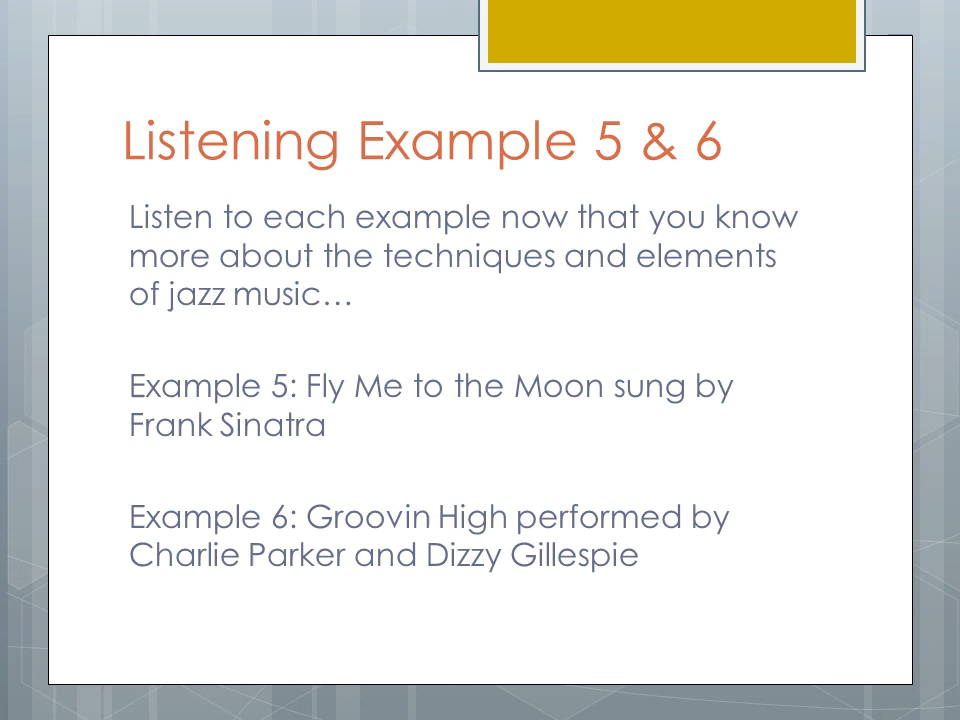 Listening Example 5 & 6
Listen to each example now that you know
more about the techniques and elements
of jazz music…
Example 5: Fly Me to the Moon sung by
Frank Sinatra
Example 6: Groovin High performed by
Charlie Parker and Dizzy Gillespie